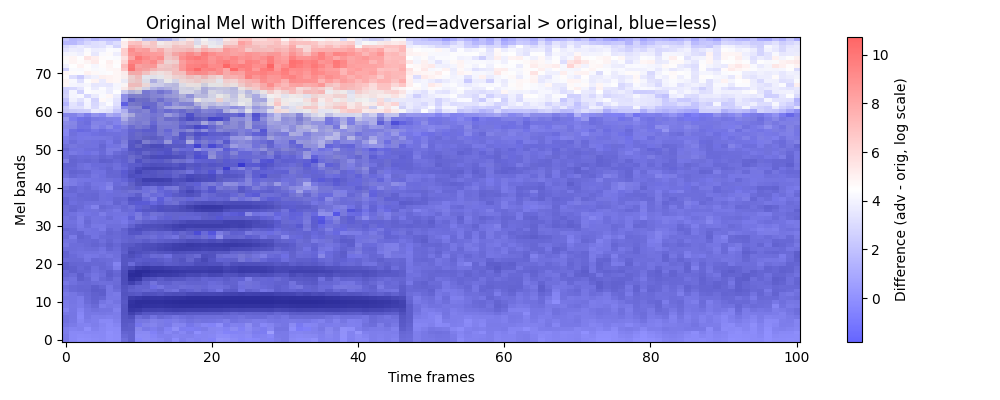 Original Mel with Differences (red=adversarial > original, blue=less)
Mel bands
70
60
50
40
30
20
10
0
0 20 40 60 80 100
Time frames
10
8
6
4
2
0
Difference (adv - orig, log scale)